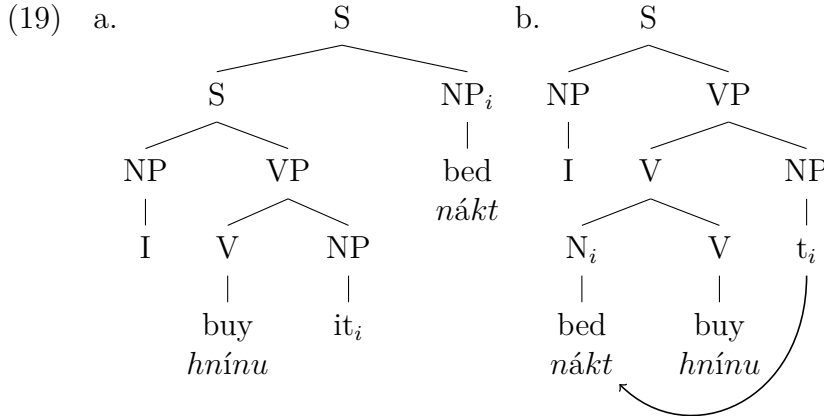 (19) a. S b. S
S NP_i NP VP
NP VP bed I V NP
nákt
I V NP N_i V t_i
buy it_i bed buy
hnínu nákt hnínu